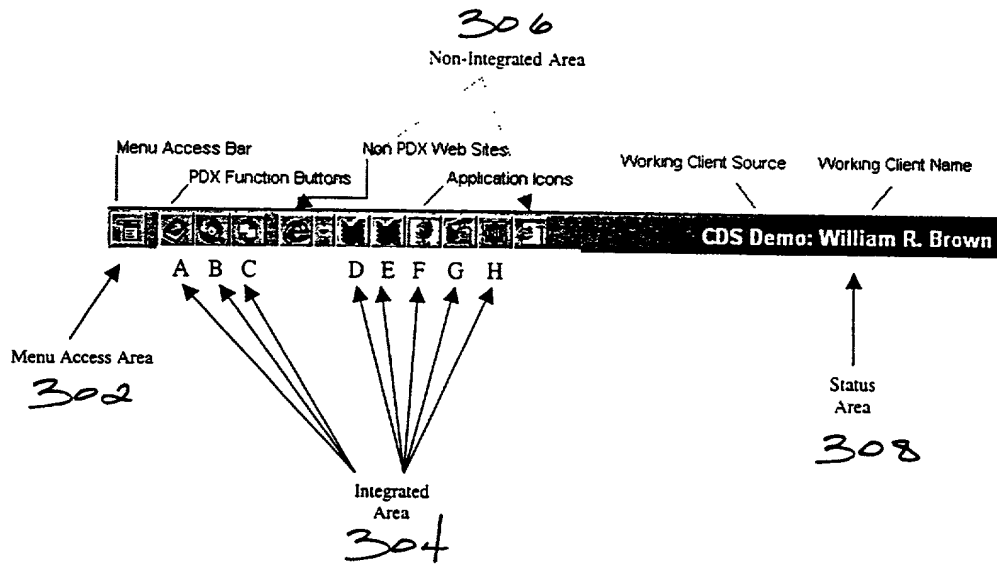 306
Non-Integrated Area
Menu Access Bar
Non PDX Web Sites.
Working Client Source
Working Client Name
PDX Function Buttons
Application Icons
CDS Demo: William R. Brown
A B C D E F G H
Menu Access Area
302
Status
Area
308
Integrated
Area
304